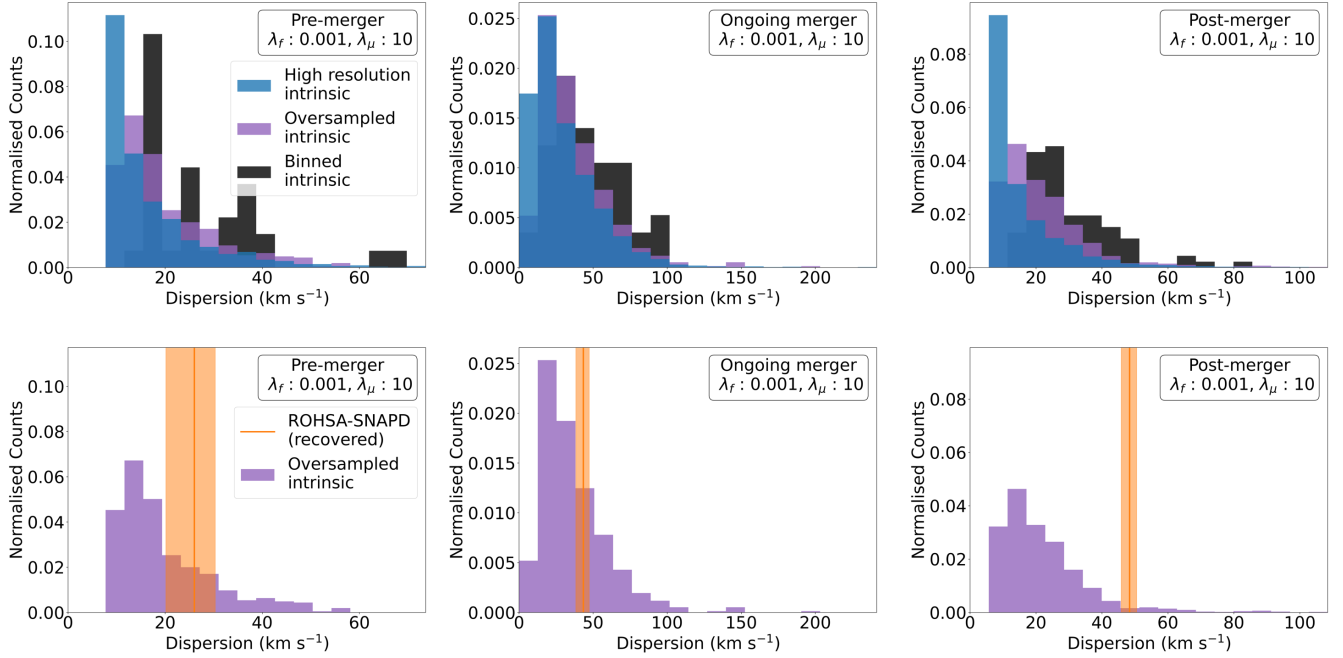 Pre-merger
λf : 0.001, λμ : 10
High resolution
intrinsic
Oversampled
intrinsic
Binned
intrinsic
Normalised Counts
0.10
0.08
0.06
0.04
0.02
0.00
0 20 40 60
Dispersion (km s⁻¹)
Ongoing merger
λf : 0.001, λμ : 10
Normalised Counts
0.025
0.020
0.015
0.010
0.005
0.000
0 50 100 150 200
Dispersion (km s⁻¹)
Post-merger
λf : 0.001, λμ : 10
Normalised Counts
0.08
0.06
0.04
0.02
0.00
0 20 40 60 80 100
Dispersion (km s⁻¹)
Pre-merger
λf : 0.001, λμ : 10
ROHSA-SNAPD
(recovered)
Oversampled
intrinsic
Normalised Counts
0.10
0.08
0.06
0.04
0.02
0.00
0 20 40 60
Dispersion (km s⁻¹)
Ongoing merger
λf : 0.001, λμ : 10
Normalised Counts
0.025
0.020
0.015
0.010
0.005
0.000
0 50 100 150 200
Dispersion (km s⁻¹)
Post-merger
λf : 0.001, λμ : 10
Normalised Counts
0.08
0.06
0.04
0.02
0.00
0 20 40 60 80 100
Dispersion (km s⁻¹)